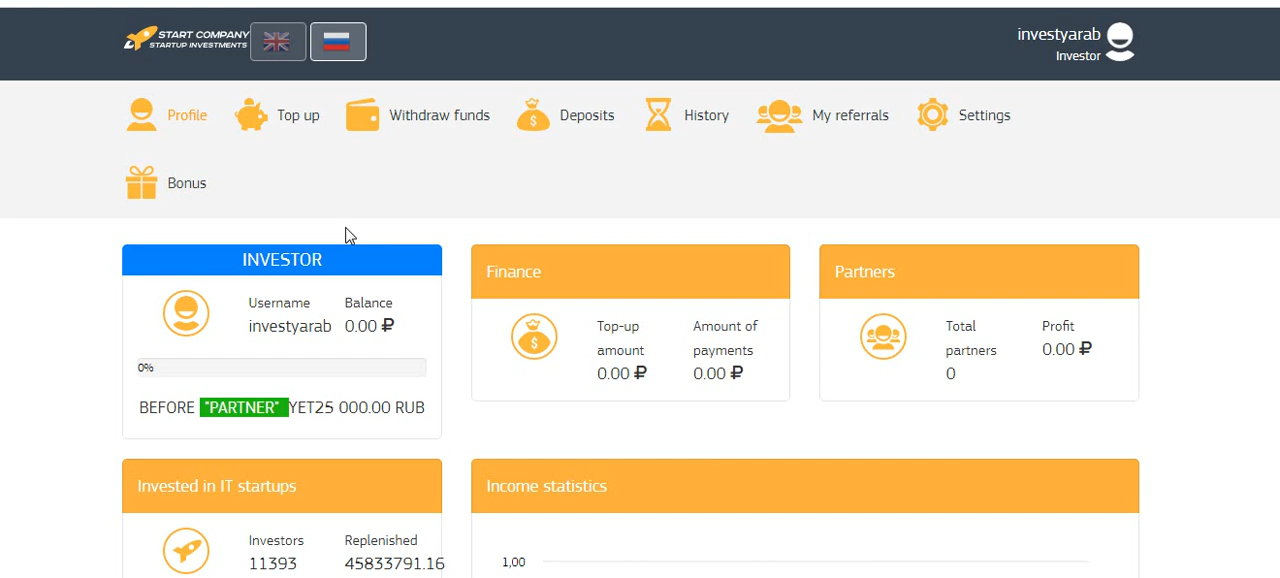 START COMPANY
STARTUP INVESTMENTS
investyarab
Investor
Profile
Top up
Withdraw funds
Deposits
History
My referrals
Settings
Bonus
INVESTOR
Username
Balance
investyarab
0.00 ₽
0%
BEFORE "PARTNER" YET25 000.00 RUB
Finance
Top-up
amount
0.00 ₽
Amount of
payments
0.00 ₽
Partners
Total
partners
0
Profit
0.00 ₽
Invested in IT startups
Investors
11393
Replenished
45833791.16
Income statistics
1,00